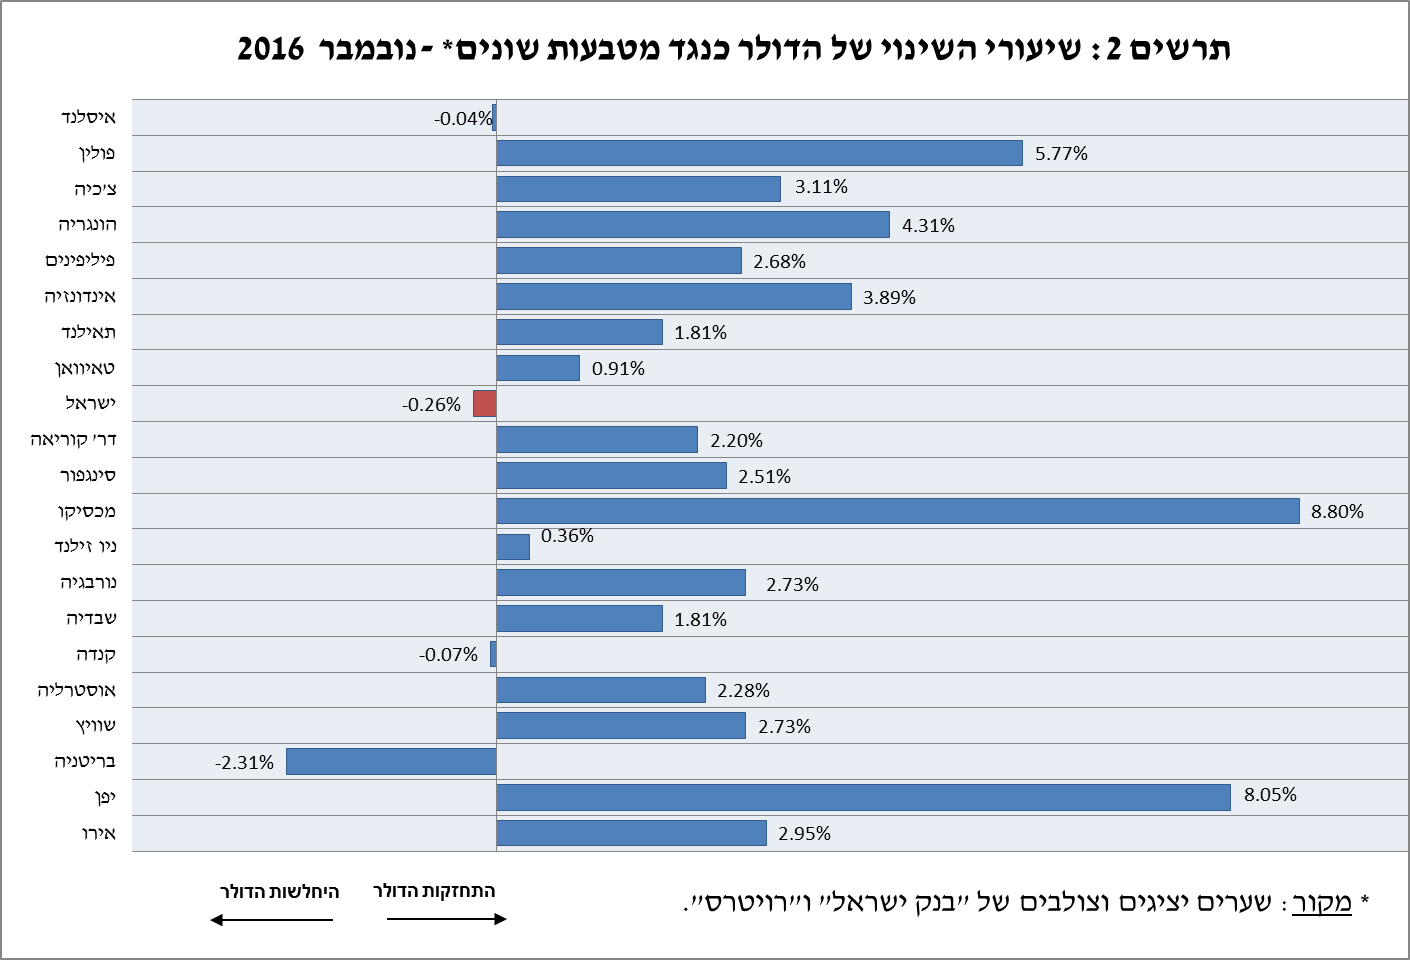 תרשים 2 : שיעורי השינוי של הדולר כנגד מטבעות שונים* - נובמבר 2016
איסלנד -0.04%
פולין 5.77%
צ'כיה 3.11%
הונגריה 4.31%
פיליפינים 2.68%
אינדונזיה 3.89%
תאילנד 1.81%
טאיוואן 0.91%
ישראל -0.26%
דר' קוריאה 2.20%
סינגפור 2.51%
מכסיקו 8.80%
ניו זילנד 0.36%
נורבגיה 2.73%
שבדיה 1.81%
קנדה -0.07%
אוסטרליה 2.28%
שוויץ 2.73%
בריטניה -2.31%
יפן 8.05%
אירו 2.95%
התחזקות הדולר
היחלשות הדולר
* מקור : שערים יציגים וצולבים של "בנק ישראל" ו"רויטרס".